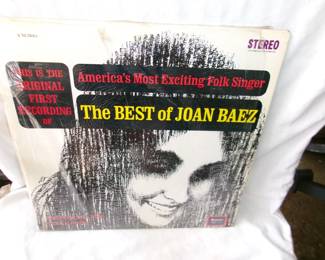 STEREO
THIS IS THE
ORIGINAL
FIRST
RECORDING
OF
America's Most Exciting Folk Singer
The BEST of JOAN BAEZ